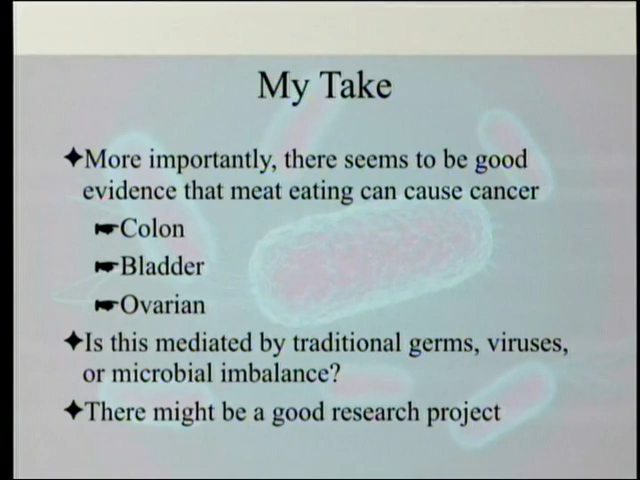 My Take
✦More importantly, there seems to be good
evidence that meat eating can cause cancer
☛Colon
☛Bladder
☛Ovarian
✦Is this mediated by traditional germs, viruses,
or microbial imbalance?
✦There might be a good research project